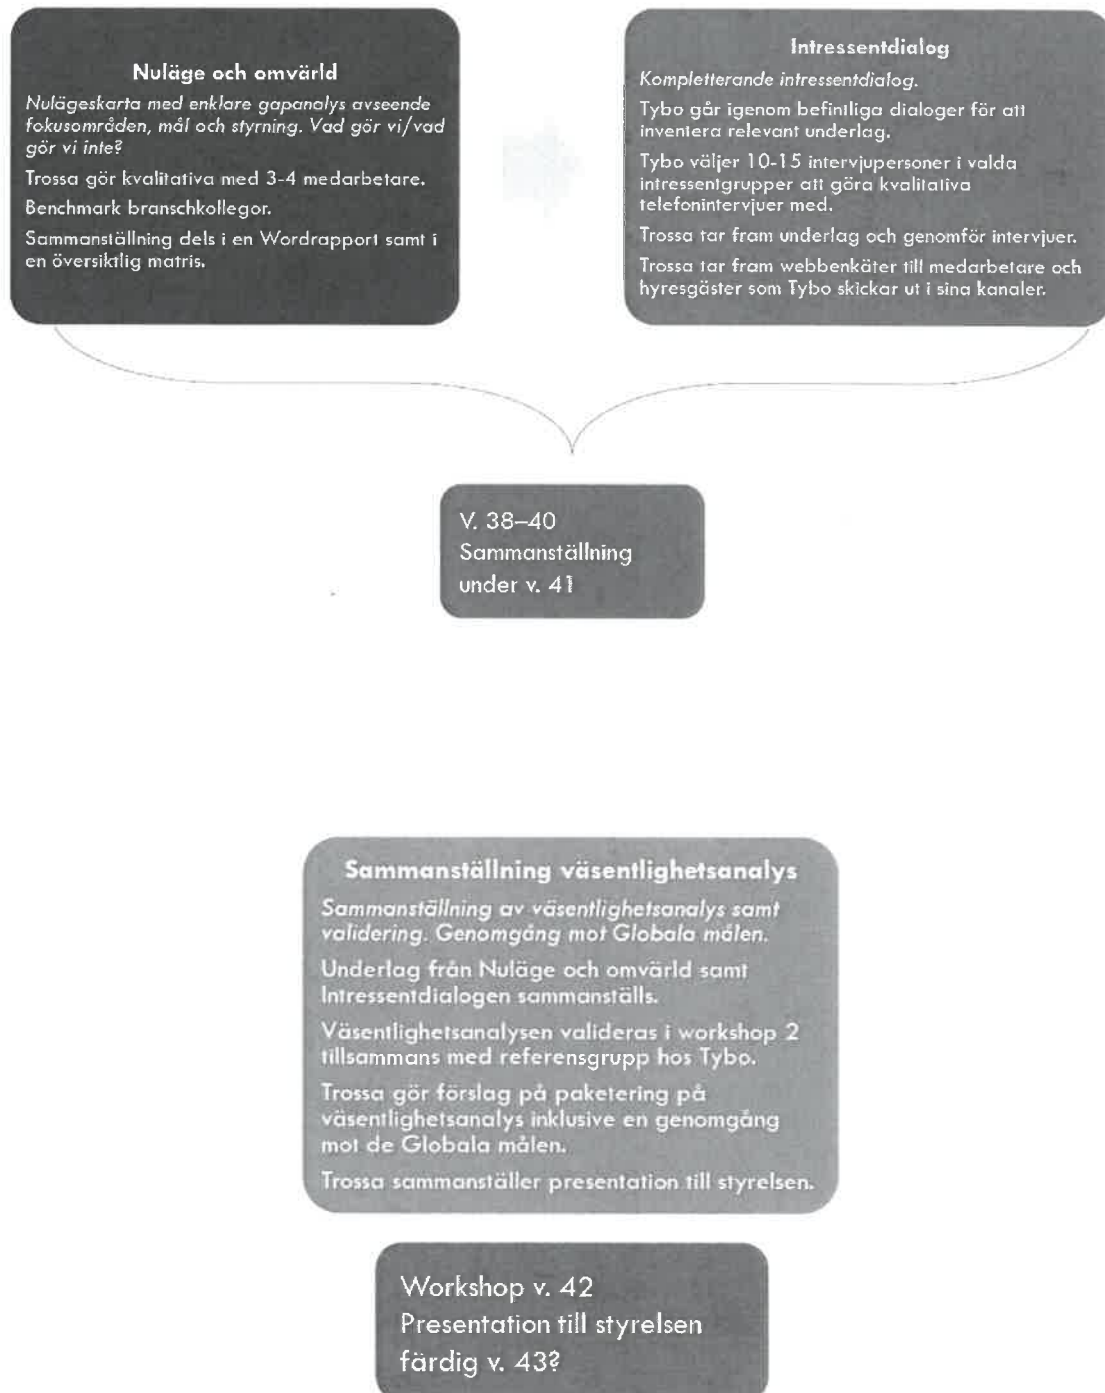 Nuläge och omvärld
Nulägeskarta med enklare gapanalys avseende
fokusområden, mål och styrning. Vad gör vi/vad
gör vi inte?
Trossa gör kvalitativa med 3-4 medarbetare.
Benchmark branschkollegor.
Sammanställning dels i en Wordrapport samt i
en översiktlig matris.
Intressentdialog
Kompletterande intressentdialog.
Tybo går igenom befintliga dialoger för att
inventera relevant underlag.
Tybo väljer 10-15 intervjupersoner i valda
intressentgrupper att göra kvalitativa
telefonintervjuer med.
Trossa tar fram underlag och genomför intervjuer.
Trossa tar fram webbenkäter till medarbetare och
hyresgäster som Tybo skickar ut i sina kanaler.
V. 38–40
Sammanställning
under v. 41
Sammanställning väsentlighetsanalys
Sammanställning av väsentlighetsanalys samt
validering. Genomgång mot Globala målen.
Underlag från Nuläge och omvärld samt
Intressentdialogen sammanställs.
Väsentlighetsanalysen valideras i workshop 2
tillsammans med referensgrupp hos Tybo.
Trossa gör förslag på paketering på
väsentlighetsanalys inklusive en genomgång
mot de Globala målen.
Trossa sammanställer presentation till styrelsen.
Workshop v. 42
Presentation till styrelsen
färdig v. 43?